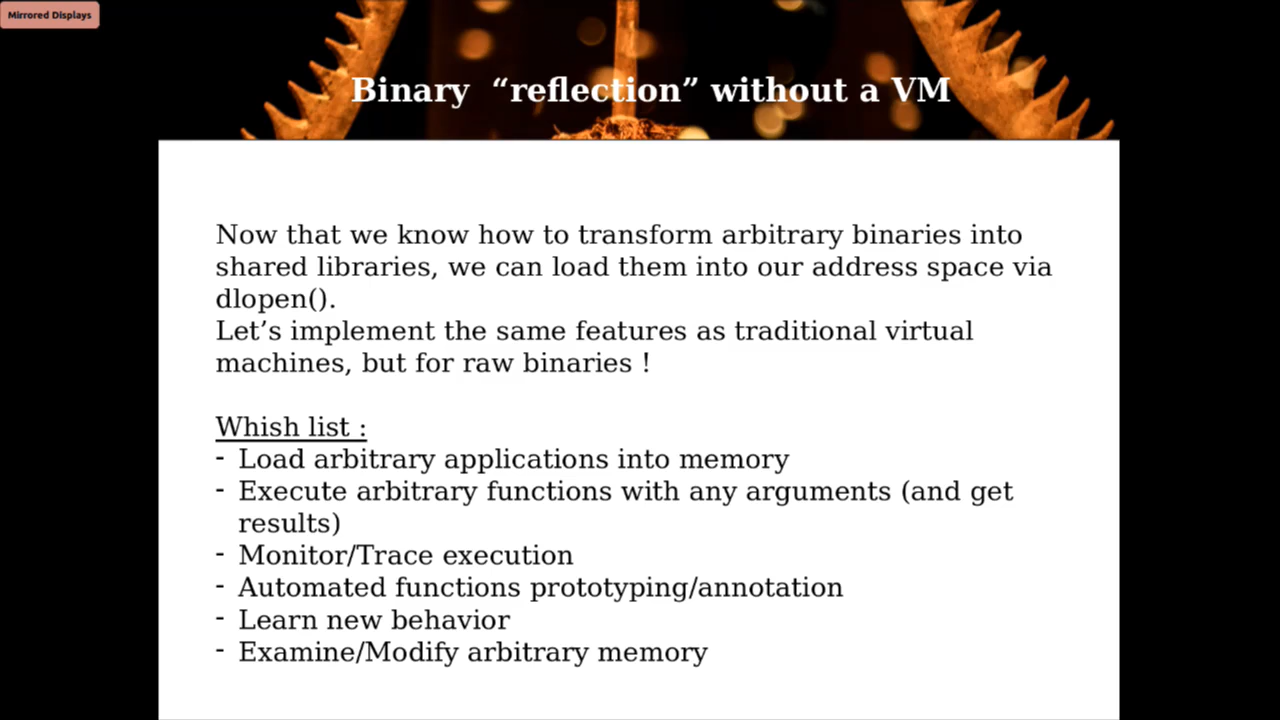 Mirrored Displays
Binary “reflection” without a VM
Now that we know how to transform arbitrary binaries into
shared libraries, we can load them into our address space via
dlopen().
Let’s implement the same features as traditional virtual
machines, but for raw binaries !
Whish list :
- Load arbitrary applications into memory
- Execute arbitrary functions with any arguments (and get
results)
- Monitor/Trace execution
- Automated functions prototyping/annotation
- Learn new behavior
- Examine/Modify arbitrary memory